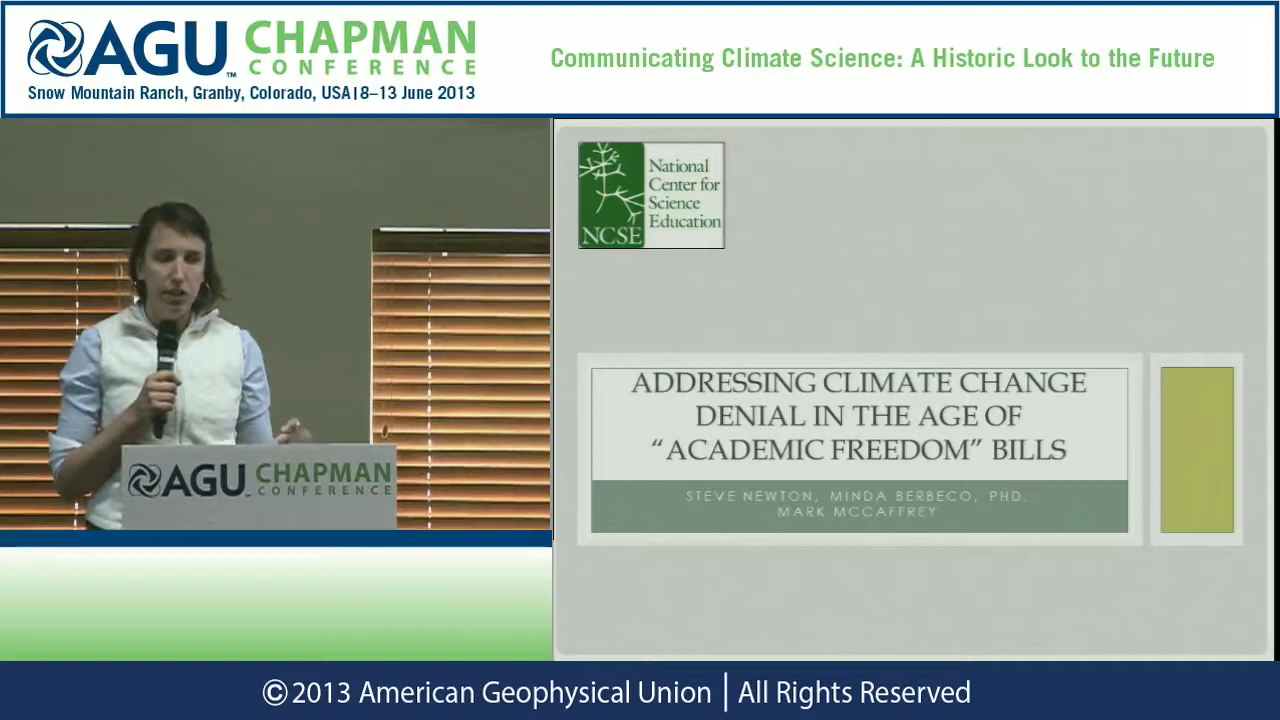 AGU CHAPMAN
CONFERENCE
TM
Snow Mountain Ranch, Granby, Colorado, USA|8–13 June 2013
Communicating Climate Science: A Historic Look to the Future
National
Center for
Science
Education
NCSE
ADDRESSING CLIMATE CHANGE
DENIAL IN THE AGE OF
“ACADEMIC FREEDOM” BILLS
STEVE NEWTON, MINDA BERBECO, PHD.
MARK MCCAFFREY
AGU CHAPMAN
CONFERENCE
©2013 American Geophysical Union | All Rights Reserved